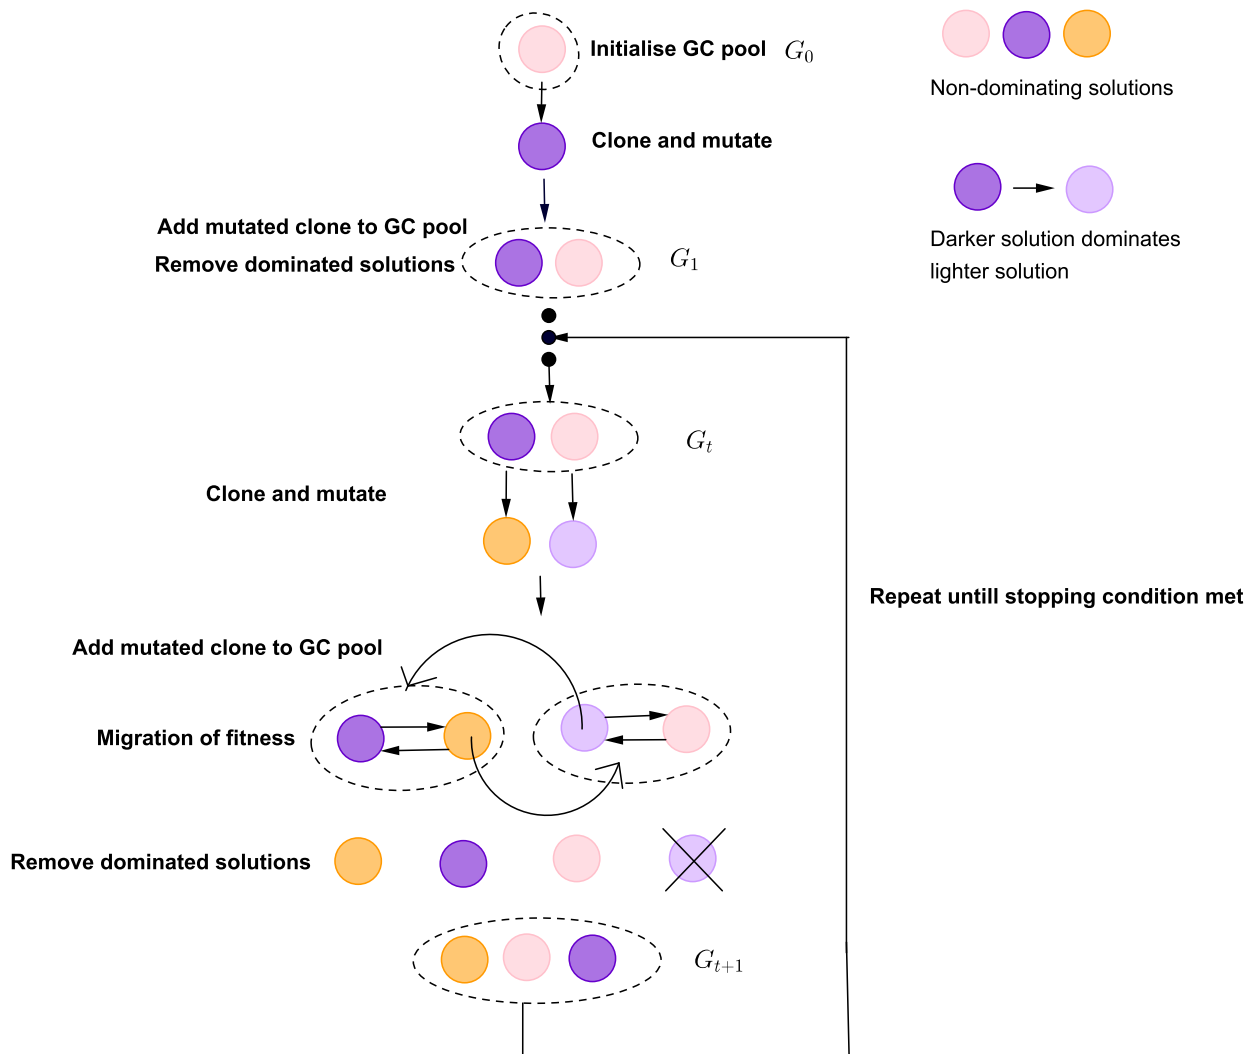 Initialise GC pool G₀
Non-dominating solutions
Clone and mutate
Add mutated clone to GC pool
Remove dominated solutions
G₁
Darker solution dominates
lighter solution
Gₜ
Clone and mutate
Repeat untill stopping condition met
Add mutated clone to GC pool
Migration of fitness
Remove dominated solutions
Gₜ₊₁